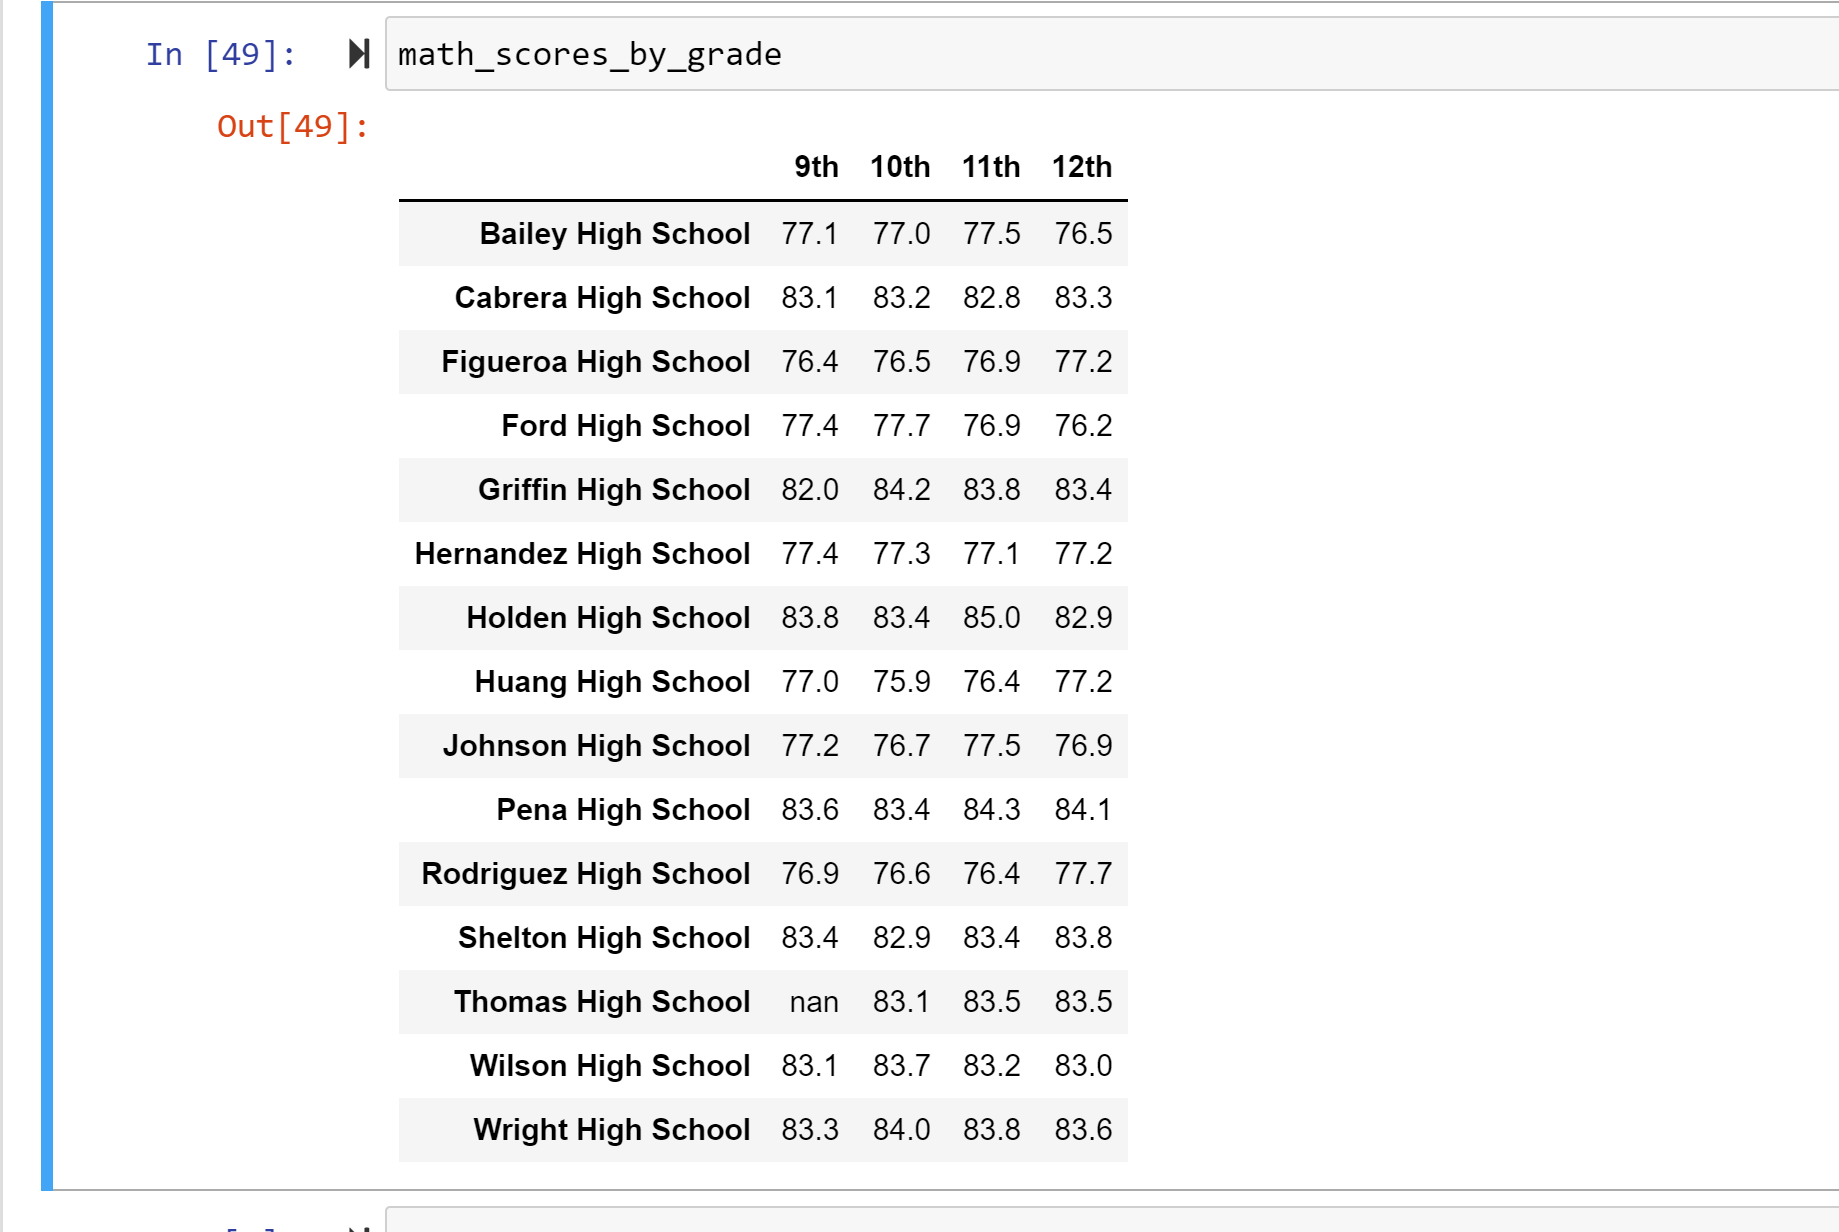 In [49]: math_scores_by_grade
Out[49]:
9th 10th 11th 12th
Bailey High School 77.1 77.0 77.5 76.5
Cabrera High School 83.1 83.2 82.8 83.3
Figueroa High School 76.4 76.5 76.9 77.2
Ford High School 77.4 77.7 76.9 76.2
Griffin High School 82.0 84.2 83.8 83.4
Hernandez High School 77.4 77.3 77.1 77.2
Holden High School 83.8 83.4 85.0 82.9
Huang High School 77.0 75.9 76.4 77.2
Johnson High School 77.2 76.7 77.5 76.9
Pena High School 83.6 83.4 84.3 84.1
Rodriguez High School 76.9 76.6 76.4 77.7
Shelton High School 83.4 82.9 83.4 83.8
Thomas High School nan 83.1 83.5 83.5
Wilson High School 83.1 83.7 83.2 83.0
Wright High School 83.3 84.0 83.8 83.6